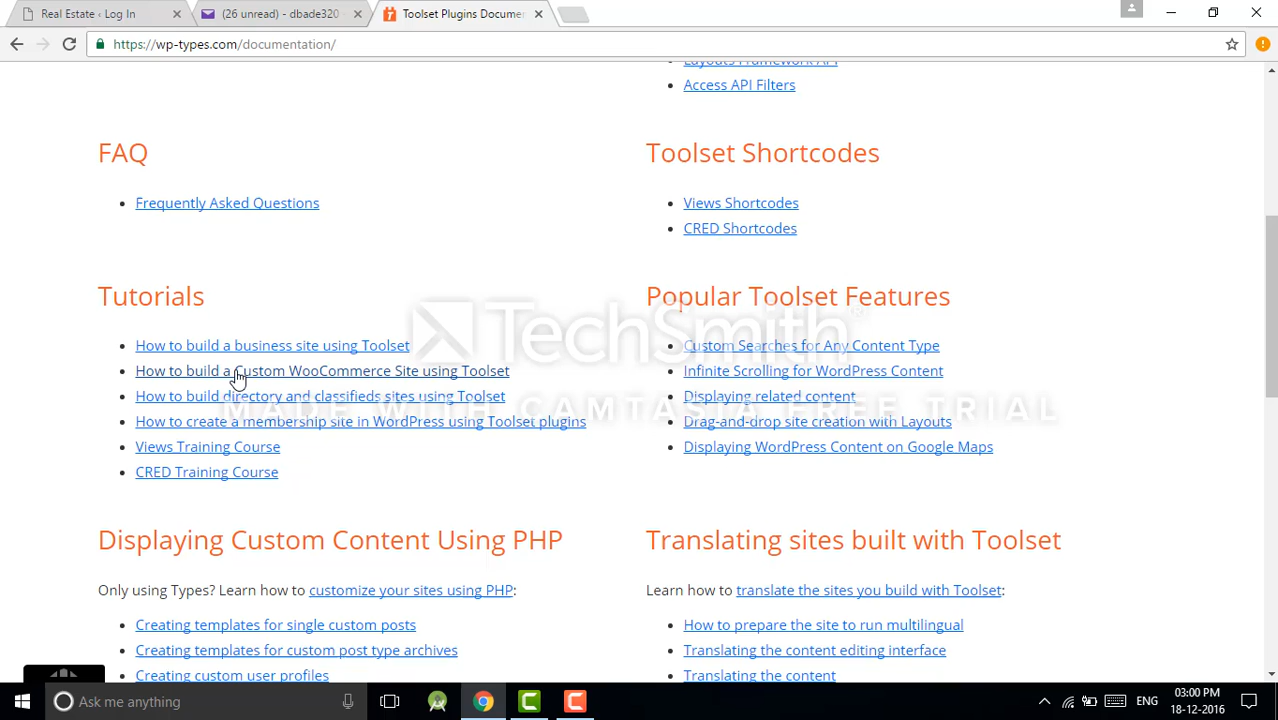 Real Estate ‹ Log In
(26 unread) - dbade320
Toolset Plugins Docume
https://wp-types.com/documentation/
Layouts Framework API
Access API Filters
FAQ
Frequently Asked Questions
Toolset Shortcodes
Views Shortcodes
CRED Shortcodes
Tutorials
How to build a business site using Toolset
How to build a Custom WooCommerce Site using Toolset
How to build directory and classifieds sites using Toolset
How to create a membership site in WordPress using Toolset plugins
Views Training Course
CRED Training Course
Popular Toolset Features
Custom Searches for Any Content Type
Infinite Scrolling for WordPress Content
Displaying related content
Drag-and-drop site creation with Layouts
Displaying WordPress Content on Google Maps
TechSmith
MADE WITH CAMTASIA FREE TRIAL
Displaying Custom Content Using PHP
Only using Types? Learn how to customize your sites using PHP:
Creating templates for single custom posts
Creating templates for custom post type archives
Creating custom user profiles
Translating sites built with Toolset
Learn how to translate the sites you build with Toolset:
How to prepare the site to run multilingual
Translating the content editing interface
Translating the content
Ask me anything
ENG
03:00 PM
18-12-2016